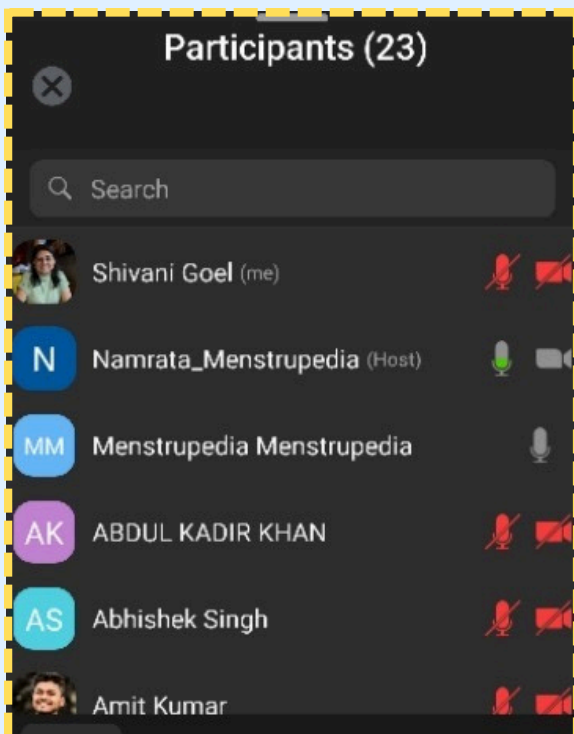 Participants (23)
Search
Shivani Goel (me)
N
Namrata_Menstrupedia (Host)
MM
Menstrupedia Menstrupedia
AK
ABDUL KADIR KHAN
AS
Abhishek Singh
Amit Kumar